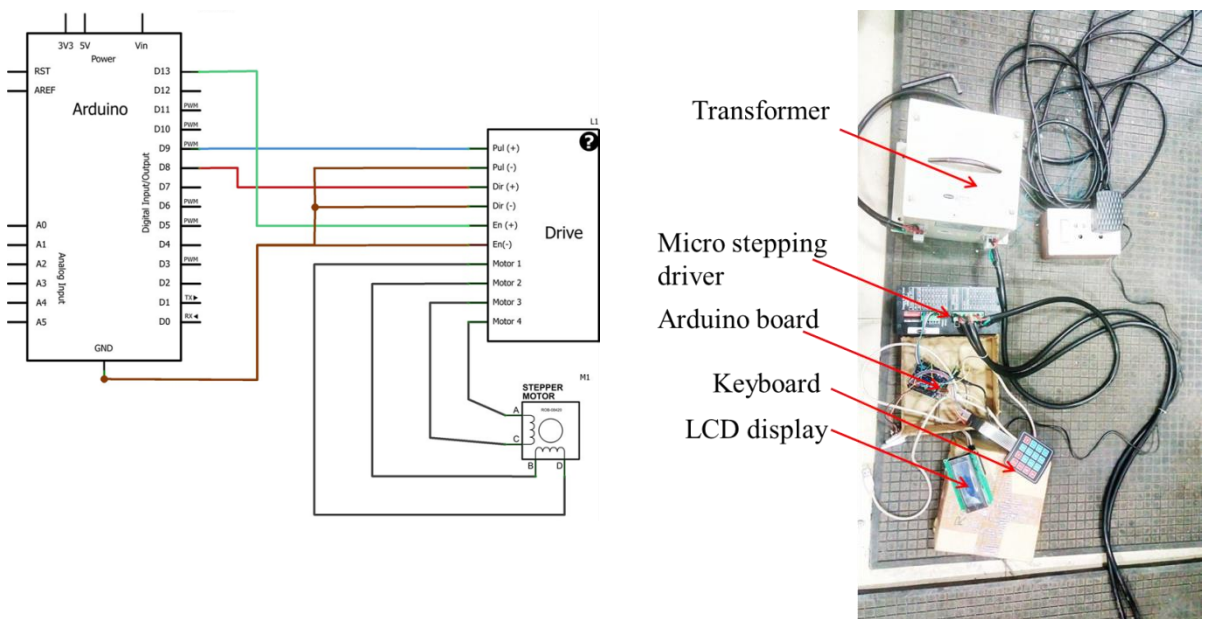 3V3 5V Vin
Power
RST
AREF
Arduino
D13
D12
PWM
D11
D10
PWM
D9
PWM
D8
D7
PWM
D6
PWM
D5
D4
PWM
D3
D2
TX▶
D1
RX◀
D0
Digital Input/Output
A0
A1
A2
A3
A4
A5
Analog Input
GND
L1
?
Pul (+)
Pul (-)
Dir (+)
Dir (-)
En (+)
En(-)
Motor 1
Motor 2
Motor 3
Motor 4
Drive
M1
STEPPER
MOTOR
A
C
B
D
Transformer
Micro stepping
driver
Arduino board
Keyboard
LCD display